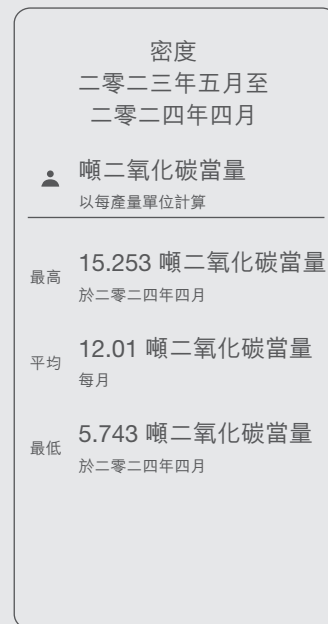 密度
二零二三年五月至
二零二四年四月
噸二氧化碳當量
以每產量單位計算
最高
15.253 噸二氧化碳當量
於二零二四年四月
平均
12.01 噸二氧化碳當量
每月
最低
5.743 噸二氧化碳當量
於二零二四年四月